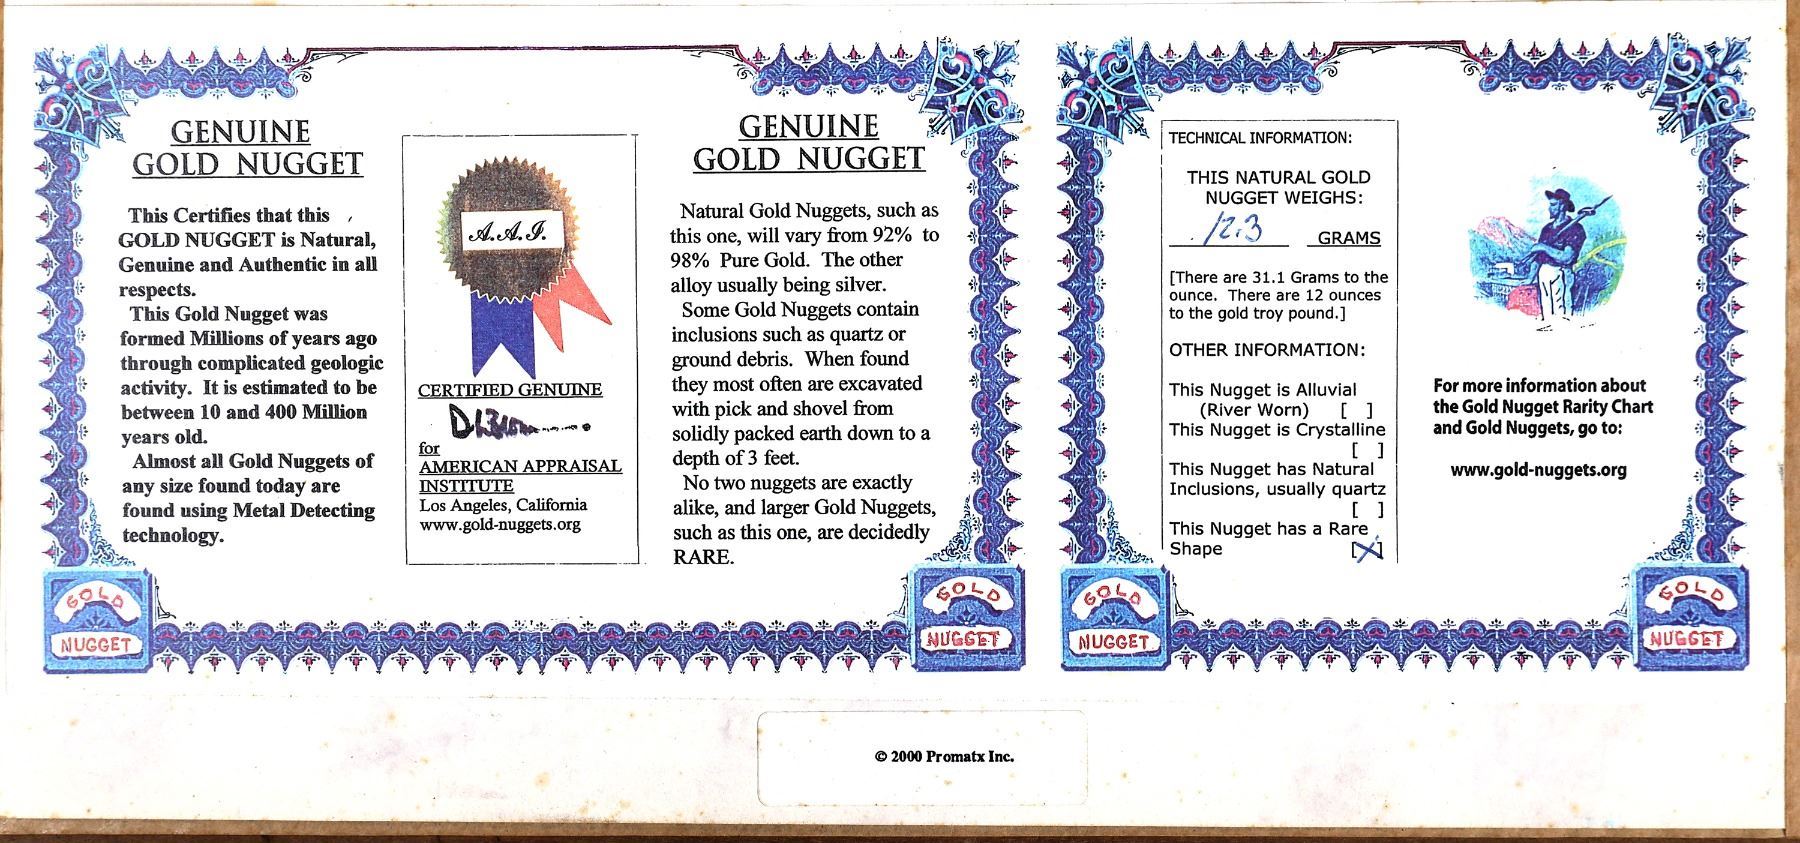 GENUINE
GOLD NUGGET
This Certifies that this
GOLD NUGGET is Natural,
Genuine and Authentic in all
respects.
This Gold Nugget was
formed Millions of years ago
through complicated geologic
activity. It is estimated to be
between 10 and 400 Million
years old.
Almost all Gold Nuggets of
any size found today are
found using Metal Detecting
technology.
A.A.I.
CERTIFIED GENUINE
for
AMERICAN APPRAISAL
INSTITUTE
Los Angeles, California
www.gold-nuggets.org
GENUINE
GOLD NUGGET
Natural Gold Nuggets, such as
this one, will vary from 92% to
98% Pure Gold. The other
alloy usually being silver.
Some Gold Nuggets contain
inclusions such as quartz or
ground debris. When found
they most often are excavated
with pick and shovel from
solidly packed earth down to a
depth of 3 feet.
No two nuggets are exactly
alike, and larger Gold Nuggets,
such as this one, are decidedly
RARE.
GOLD
NUGGET
GOLD
NUGGET
TECHNICAL INFORMATION:
THIS NATURAL GOLD
NUGGET WEIGHS:
12.3 GRAMS
[There are 31.1 Grams to the
ounce. There are 12 ounces
to the gold troy pound.]
OTHER INFORMATION:
This Nugget is Alluvial
(River Worn) [ ]
This Nugget is Crystalline
[ ]
This Nugget has Natural
Inclusions, usually quartz
[ ]
This Nugget has a Rare
Shape [X]
For more information about
the Gold Nugget Rarity Chart
and Gold Nuggets, go to:
www.gold-nuggets.org
GOLD
NUGGET
GOLD
NUGGET
© 2000 Promatx Inc.